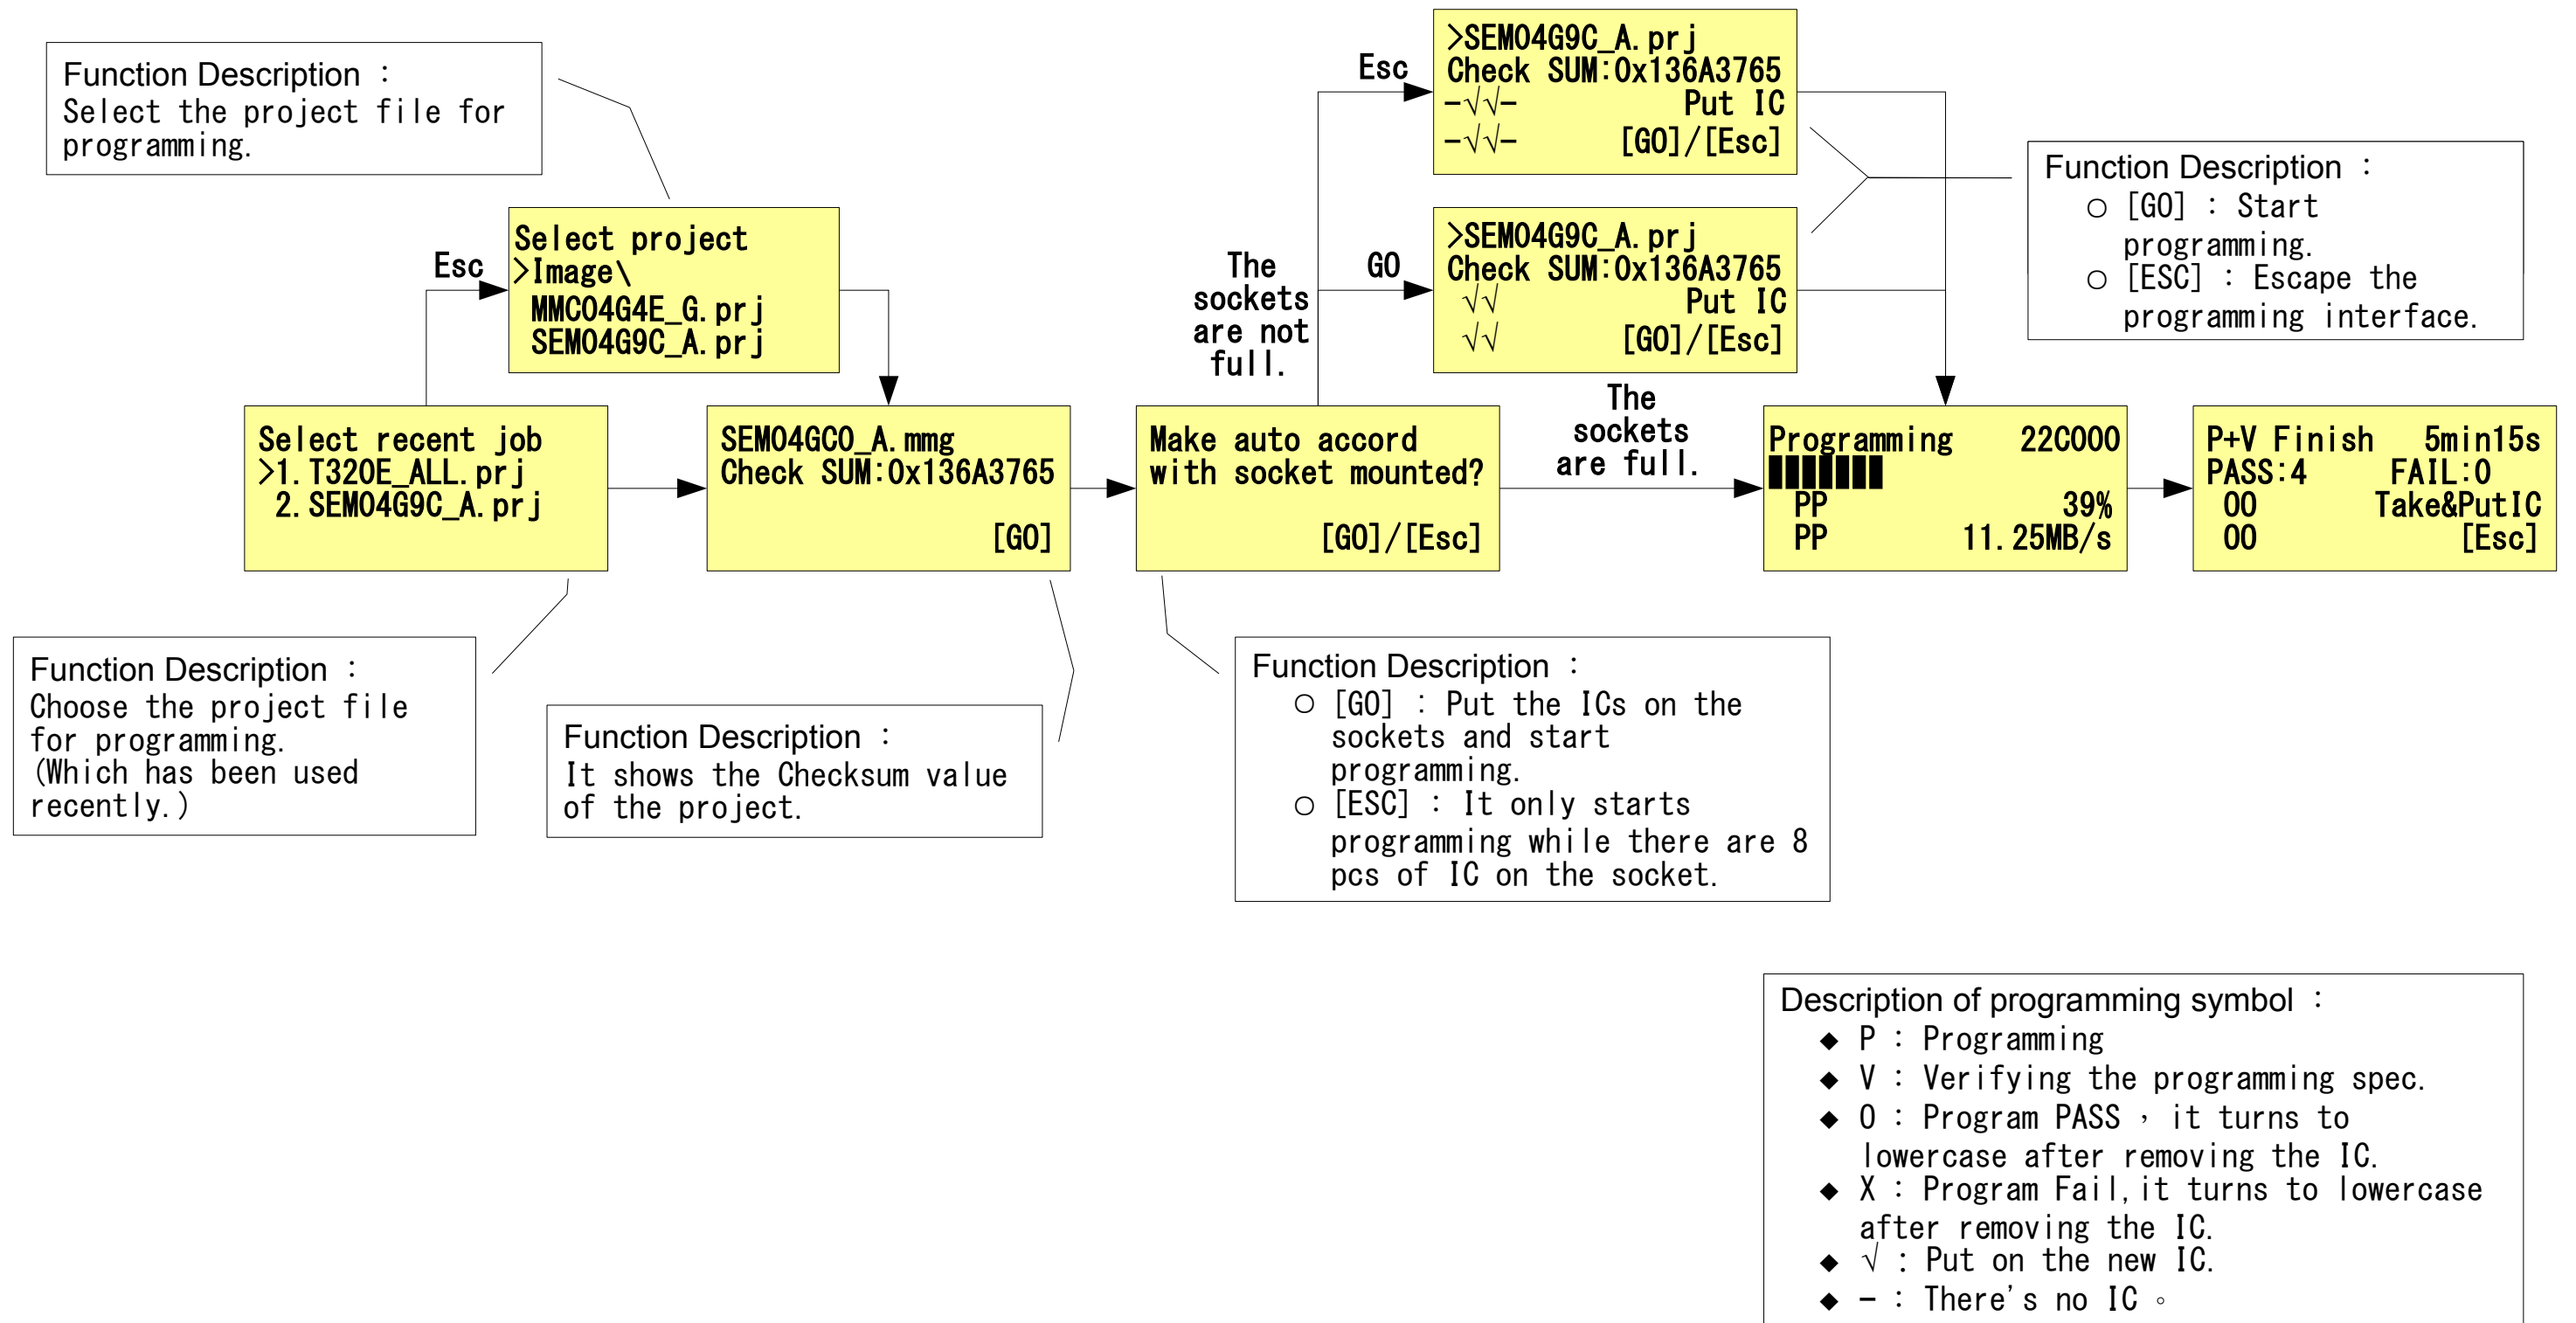 Function Description：
Select the project file for
programming.
Esc
Select project
>Image\
MMC04G4E_G.prj
SEM04G9C_A.prj
Select recent job
>1.T320E_ALL.prj
2.SEM04G9C_A.prj
Function Description：
Choose the project file
for programming.
(Which has been used
recently.)
SEM04GC0_A.mmg
Check SUM:0x136A3765
[GO]
Function Description：
It shows the Checksum value
of the project.
Make auto accord
with socket mounted?
[GO]/[Esc]
Function Description：
○ [GO] : Put the ICs on the
sockets and start
programming.
○ [ESC] : It only starts
programming while there are 8
pcs of IC on the socket.
The
sockets
are not
full.
Esc
>SEM04G9C_A.prj
Check SUM:0x136A3765
-√√- Put IC
-√√- [GO]/[Esc]
GO
>SEM04G9C_A.prj
Check SUM:0x136A3765
√√ Put IC
√√ [GO]/[Esc]
Function Description：
○ [GO] : Start
programming.
○ [ESC] : Escape the
programming interface.
The
sockets
are full.
Programming 22C000
PP 39%
PP 11.25MB/s
P+V Finish 5min15s
PASS:4 FAIL:0
OO Take&PutIC
OO [Esc]
Description of programming symbol：
◆ P : Programming
◆ V : Verifying the programming spec.
◆ O : Program PASS，it turns to
lowercase after removing the IC.
◆ X : Program Fail,it turns to lowercase
after removing the IC.
◆ √ : Put on the new IC.
◆ - : There's no IC。